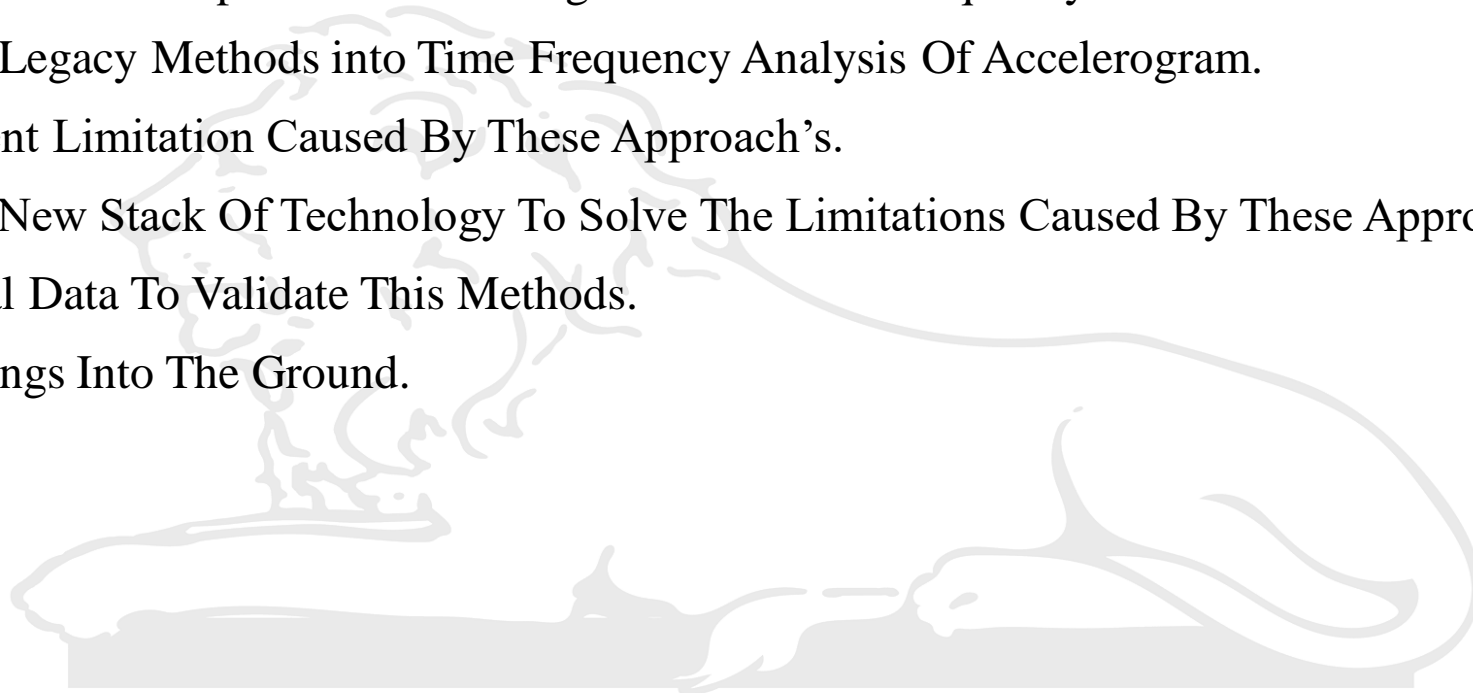 Legacy Methods into Time Frequency Analysis Of Accelerogram.
nt Limitation Caused By These Approach’s.
New Stack Of Technology To Solve The Limitations Caused By These Appro
l Data To Validate This Methods.
ngs Into The Ground.